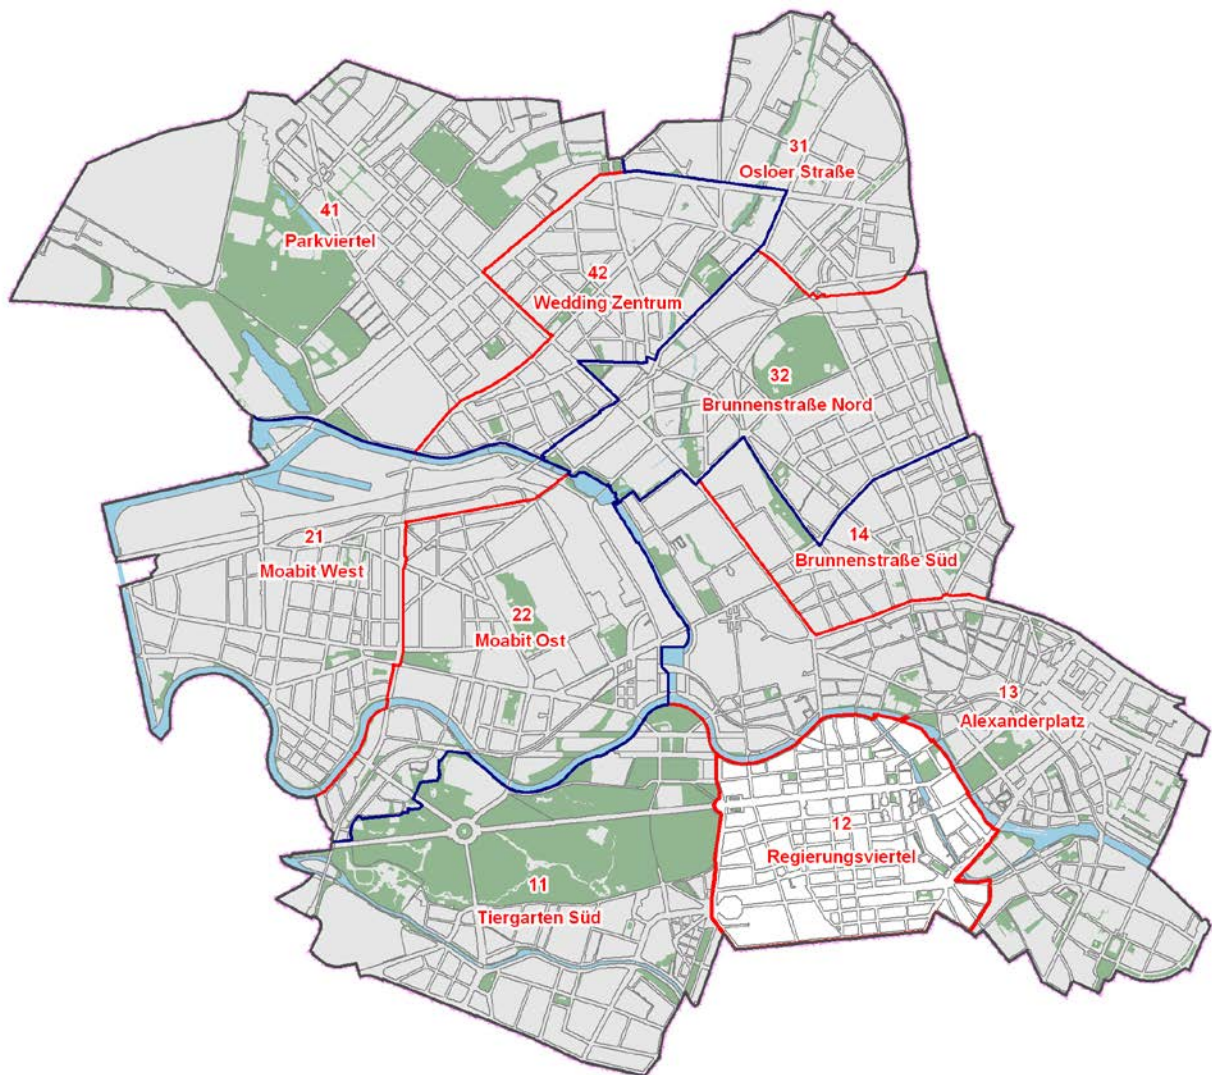 31
Osloer Straße
41
Parkviertel
42
Wedding Zentrum
32
Brunnenstraße Nord
21
Moabit West
14
Brunnenstraße Süd
22
Moabit Ost
13
Alexanderplatz
12
Regierungsviertel
11
Tiergarten Süd